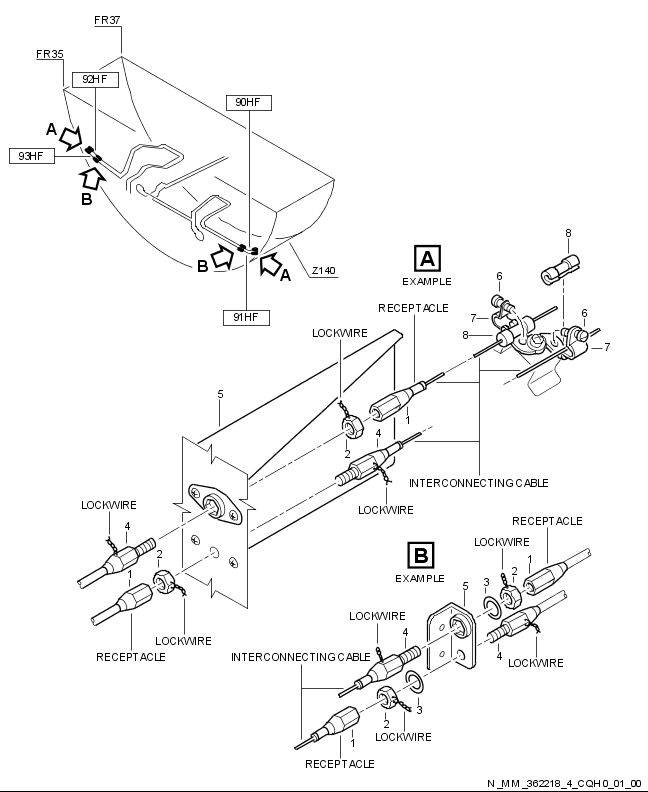 FR37
FR35
92HF
90HF
A
93HF
B
B
A
Z140
91HF
A
EXAMPLE
8
6
7
8
6
7
RECEPTACLE
LOCKWIRE
5
1
2
4
INTERCONNECTING CABLE
LOCKWIRE
LOCKWIRE
4
1
2
LOCKWIRE
RECEPTACLE
B
EXAMPLE
RECEPTACLE
LOCKWIRE
1
2
3
5
4
LOCKWIRE
LOCKWIRE
4
INTERCONNECTING CABLE
3
2
LOCKWIRE
1
RECEPTACLE
N_MM_362218_4_CQH0_01_00